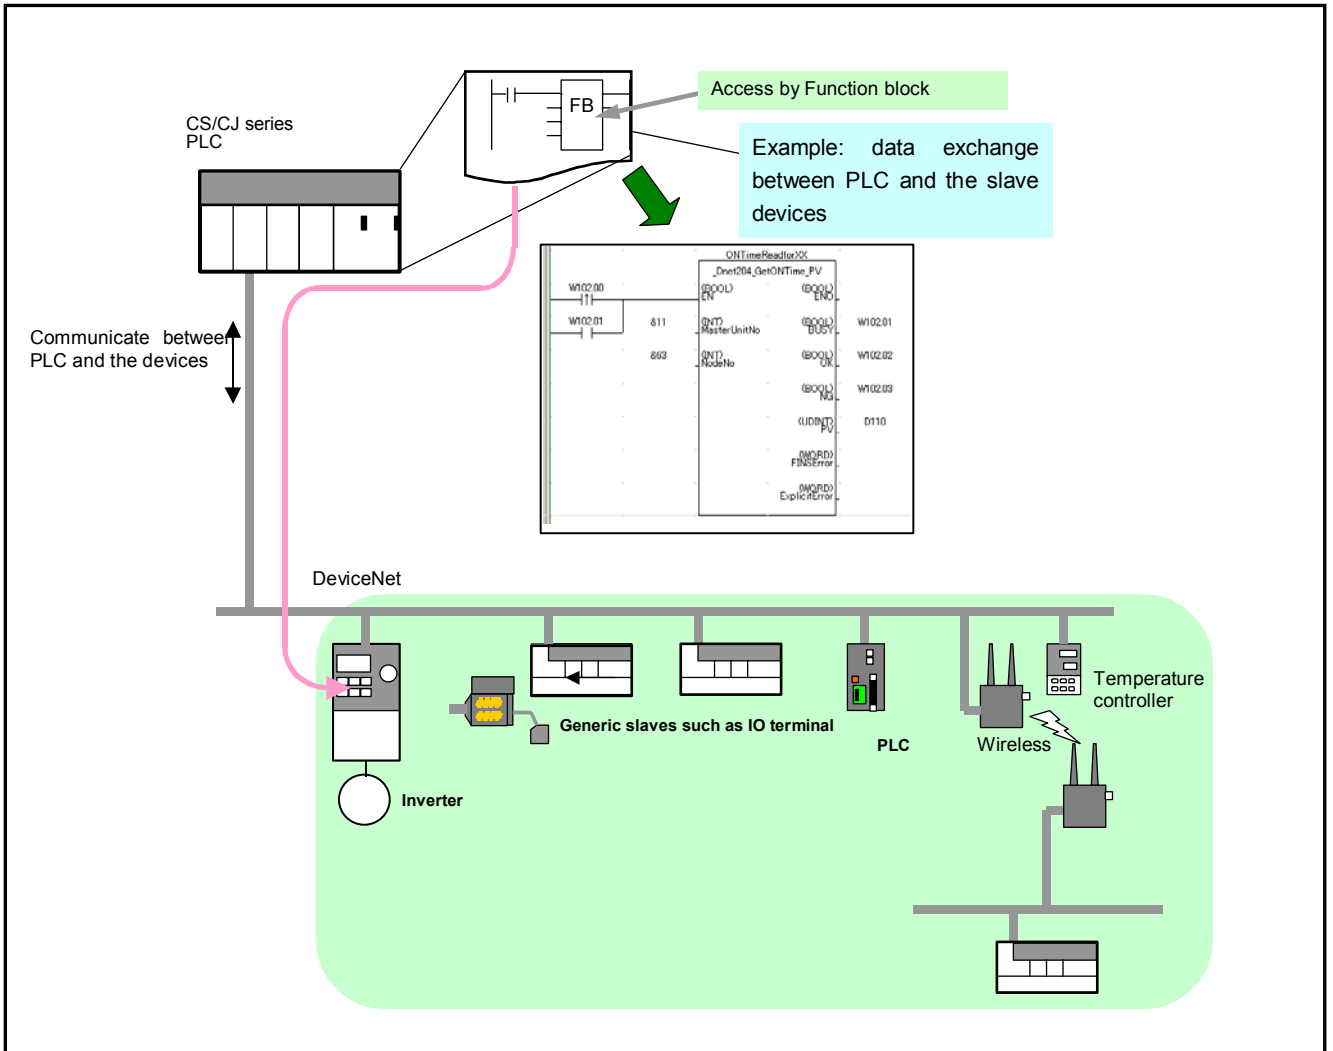 FB
Access by Function block
CS/CJ series
PLC
Example: data exchange
between PLC and the slave
devices
ONTimeReadforXX
_Dnet204_GetONTime_PV
W102.00
(BOOL)
EN
(BOOL)
ENO
W102.01
&11
(INT)
MasterUnitNo
(BOOL)
BUSY
W102.01
&63
(INT)
NodeNo
(BOOL)
OK
W102.02
(BOOL)
NG
W102.03
(UDINT)
PV
D110
(WORD)
FINSError
(WORD)
ExplicitError
Communicate between
PLC and the devices
DeviceNet
Temperature
controller
Generic slaves such as IO terminal
PLC
Wireless
Inverter